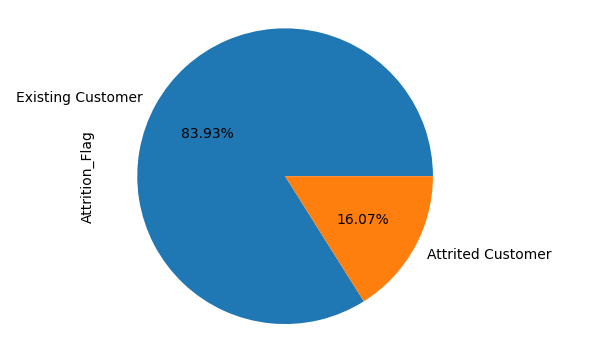 Existing Customer
83.93%
Attrition_Flag
16.07%
Attrited Customer